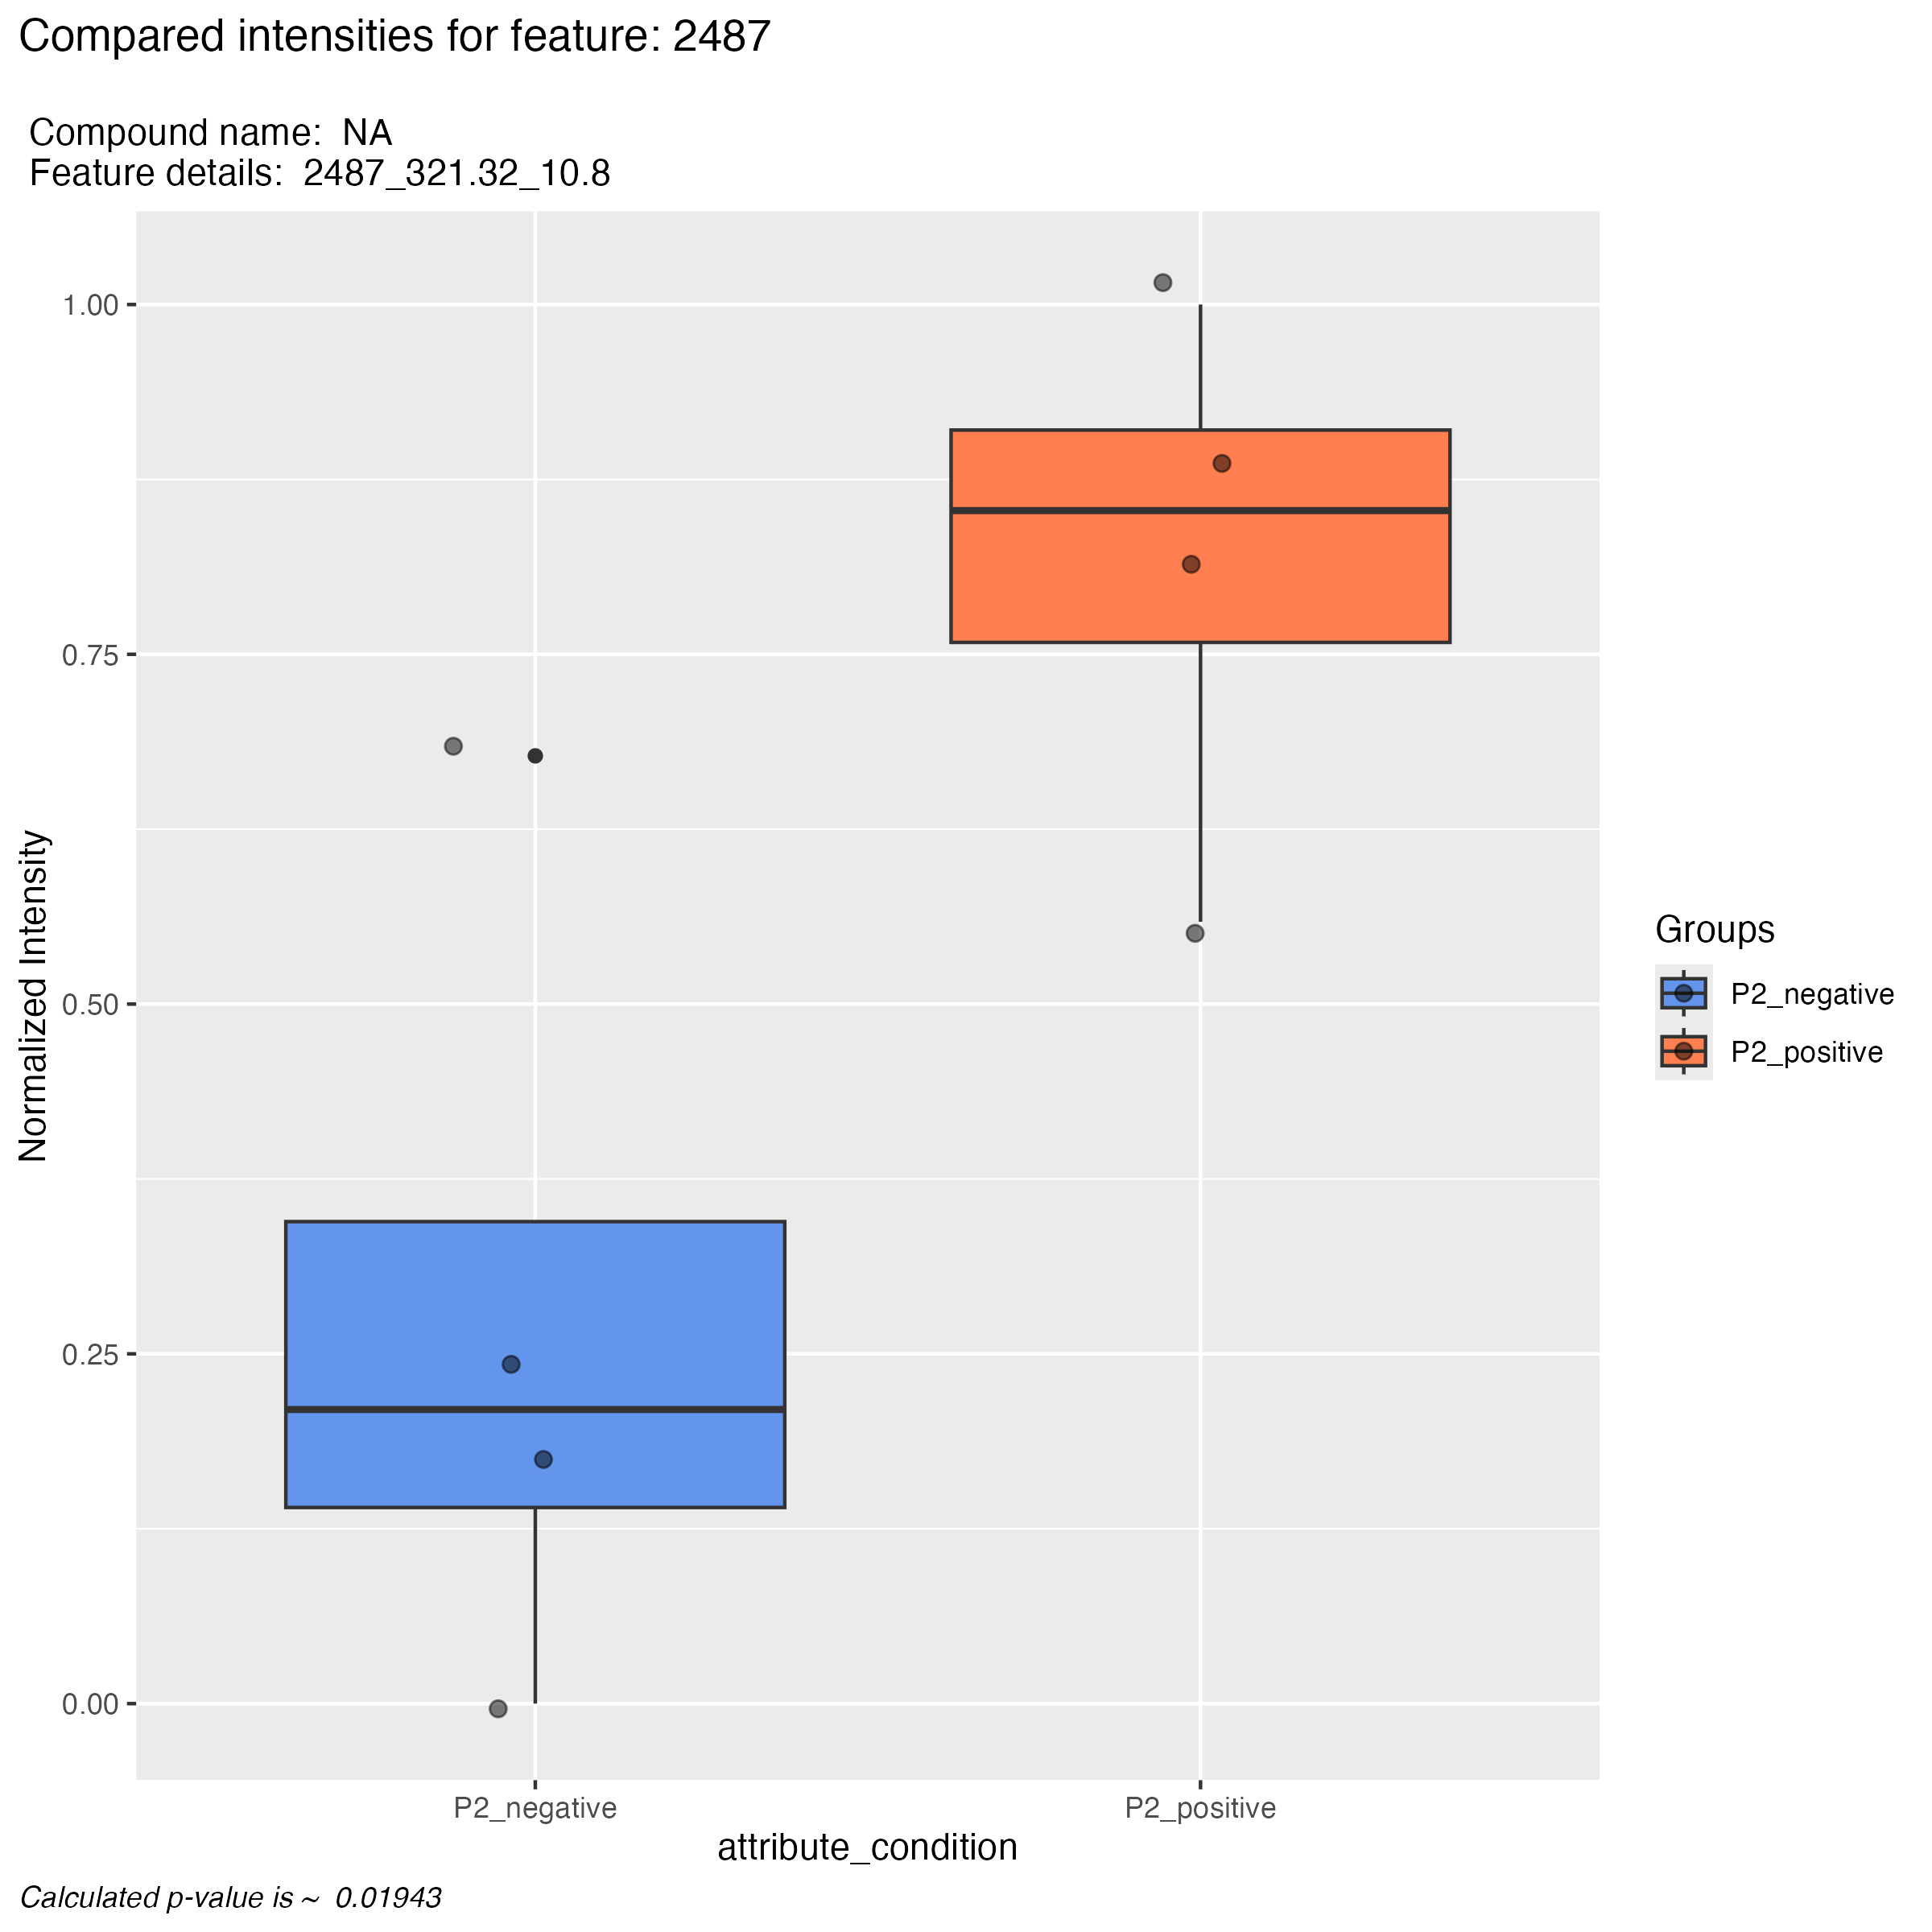 Compared intensities for feature: 2487
Compound name:  NA
Feature details:  2487_321.32_10.8
Normalized Intensity
1.00
0.75
0.50
0.25
0.00
P2_negative
P2_positive
attribute_condition
Groups
P2_negative
P2_positive
Calculated p-value is ~  0.01943